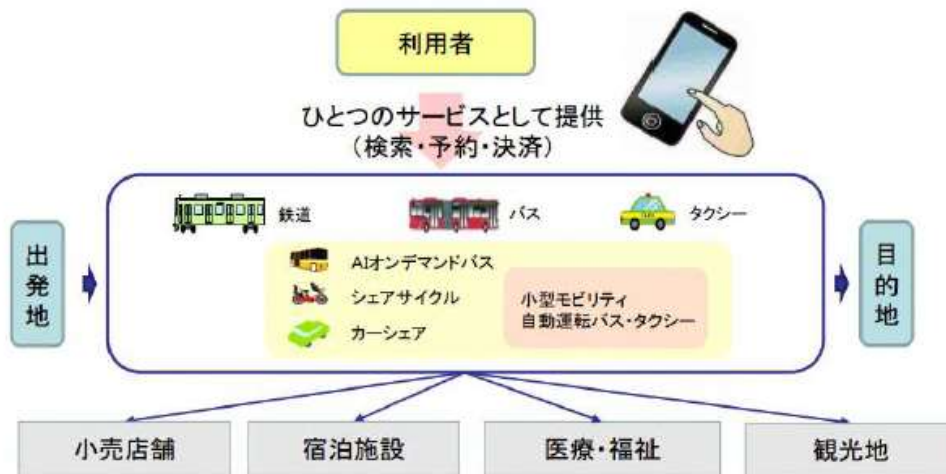 利用者
ひとつのサービスとして提供
(検索・予約・決済)
出発地
鉄道
バス
タクシー
AIオンデマンドバス
シェアサイクル
カーシェア
小型モビリティ
自動運転バス・タクシー
目的地
小売店舗
宿泊施設
医療・福祉
観光地